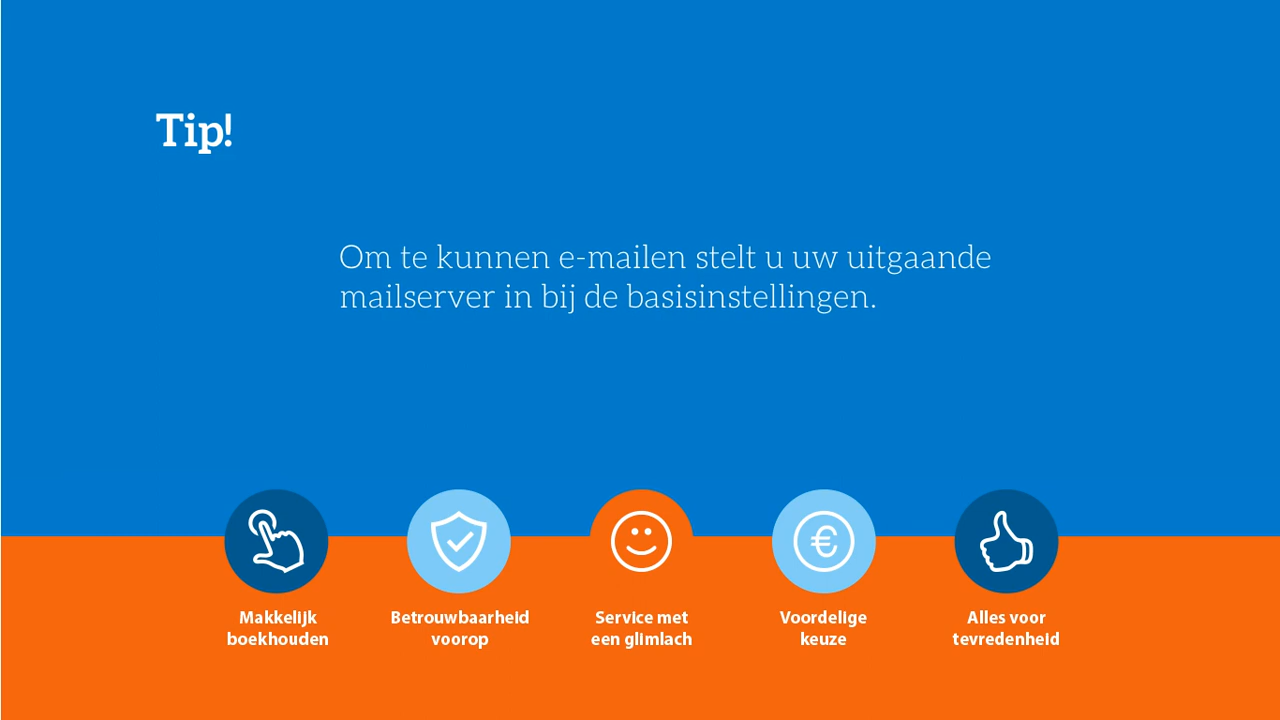 Tip!
Om te kunnen e-mailen stelt u uw uitgaande
mailserver in bij de basisinstellingen.
€
Makkelijk
boekhouden
Betrouwbaarheid
voorop
Service met
een glimlach
Voordelige
keuze
Alles voor
tevredenheid